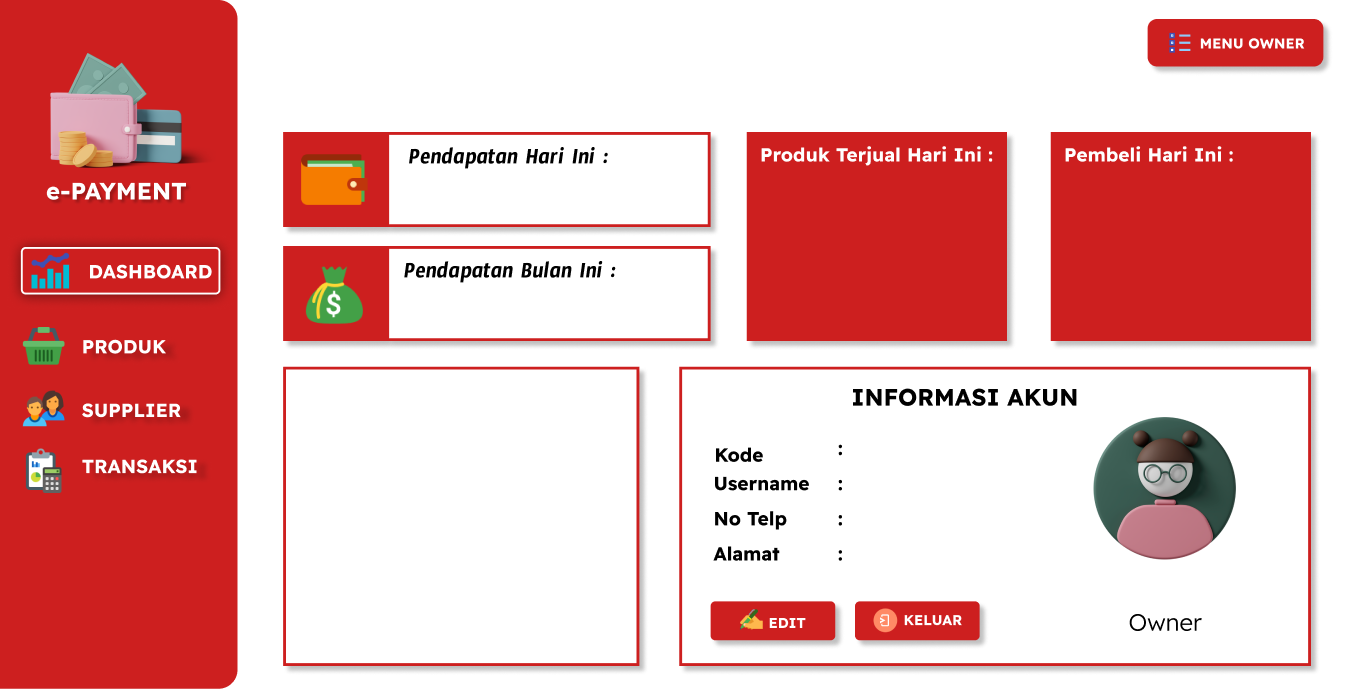 MENU OWNER
e-PAYMENT
DASHBOARD
PRODUK
SUPPLIER
TRANSAKSI
Pendapatan Hari Ini :
Pendapatan Bulan Ini :
Produk Terjual Hari Ini :
Pembeli Hari Ini :
INFORMASI AKUN
Kode :
Username :
No Telp :
Alamat :
EDIT
KELUAR
Owner